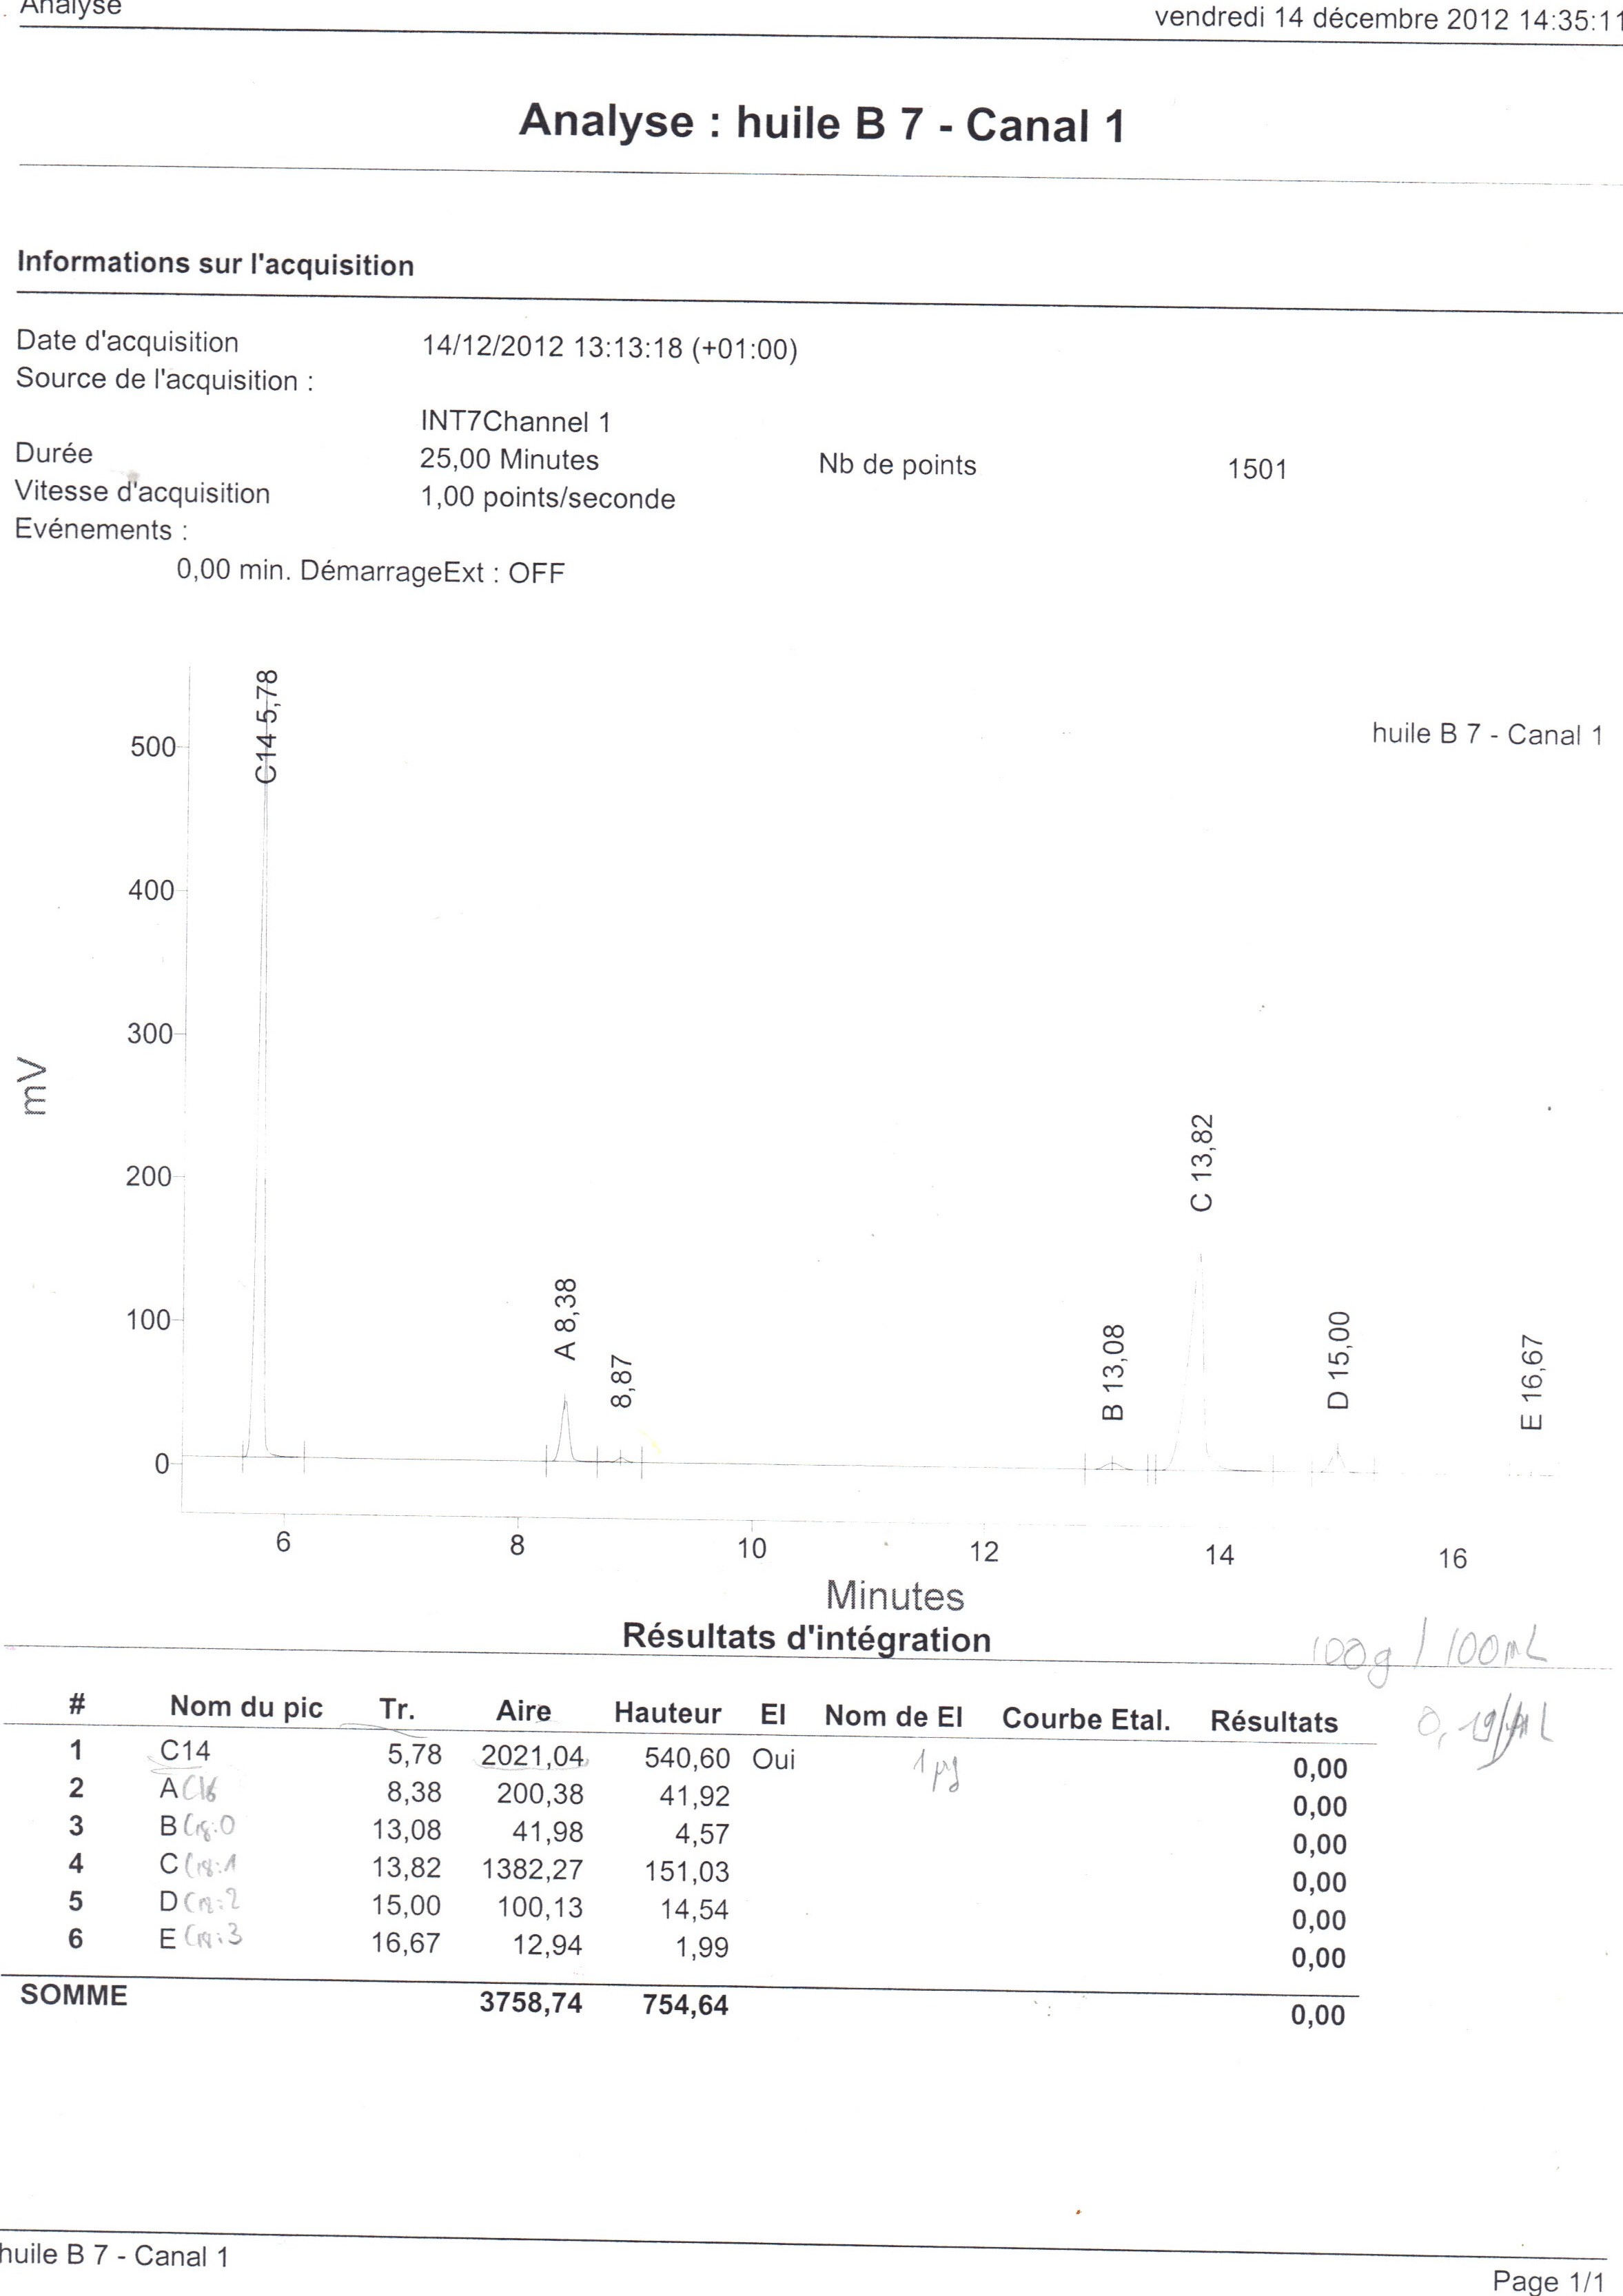 Analyse
vendredi 14 décembre 2012 14:35:11
Analyse : huile B 7 - Canal 1
Informations sur l'acquisition
Date d'acquisition 14/12/2012 13:13:18 (+01:00)
Source de l'acquisition :
INT7Channel 1
Durée 25,00 Minutes Nb de points 1501
Vitesse d'acquisition 1,00 points/seconde
Evénements :
0,00 min. DémarrageExt : OFF
huile B 7 - Canal 1
mV
500
400
300
200
100
0
C14 5,78
A 8,38
8,87
B 13,08
C 13,82
D 15,00
E 16,67
6 8 10 12 14 16
Minutes
Résultats d'intégration
100g / 100mL
# Nom du pic Tr. Aire Hauteur EI Nom de EI Courbe Etal. Résultats
1 C14 5,78 2021,04 540,60 Oui 1 µg 0,00
2 A C16 8,38 200,38 41,92 0,00
3 B C18:0 13,08 41,98 4,57 0,00
4 C C18:1 13,82 1382,27 151,03 0,00
5 D C18:2 15,00 100,13 14,54 0,00
6 E C18:3 16,67 12,94 1,99 0,00
SOMME 3758,74 754,64 0,00
huile B 7 - Canal 1
Page 1/1